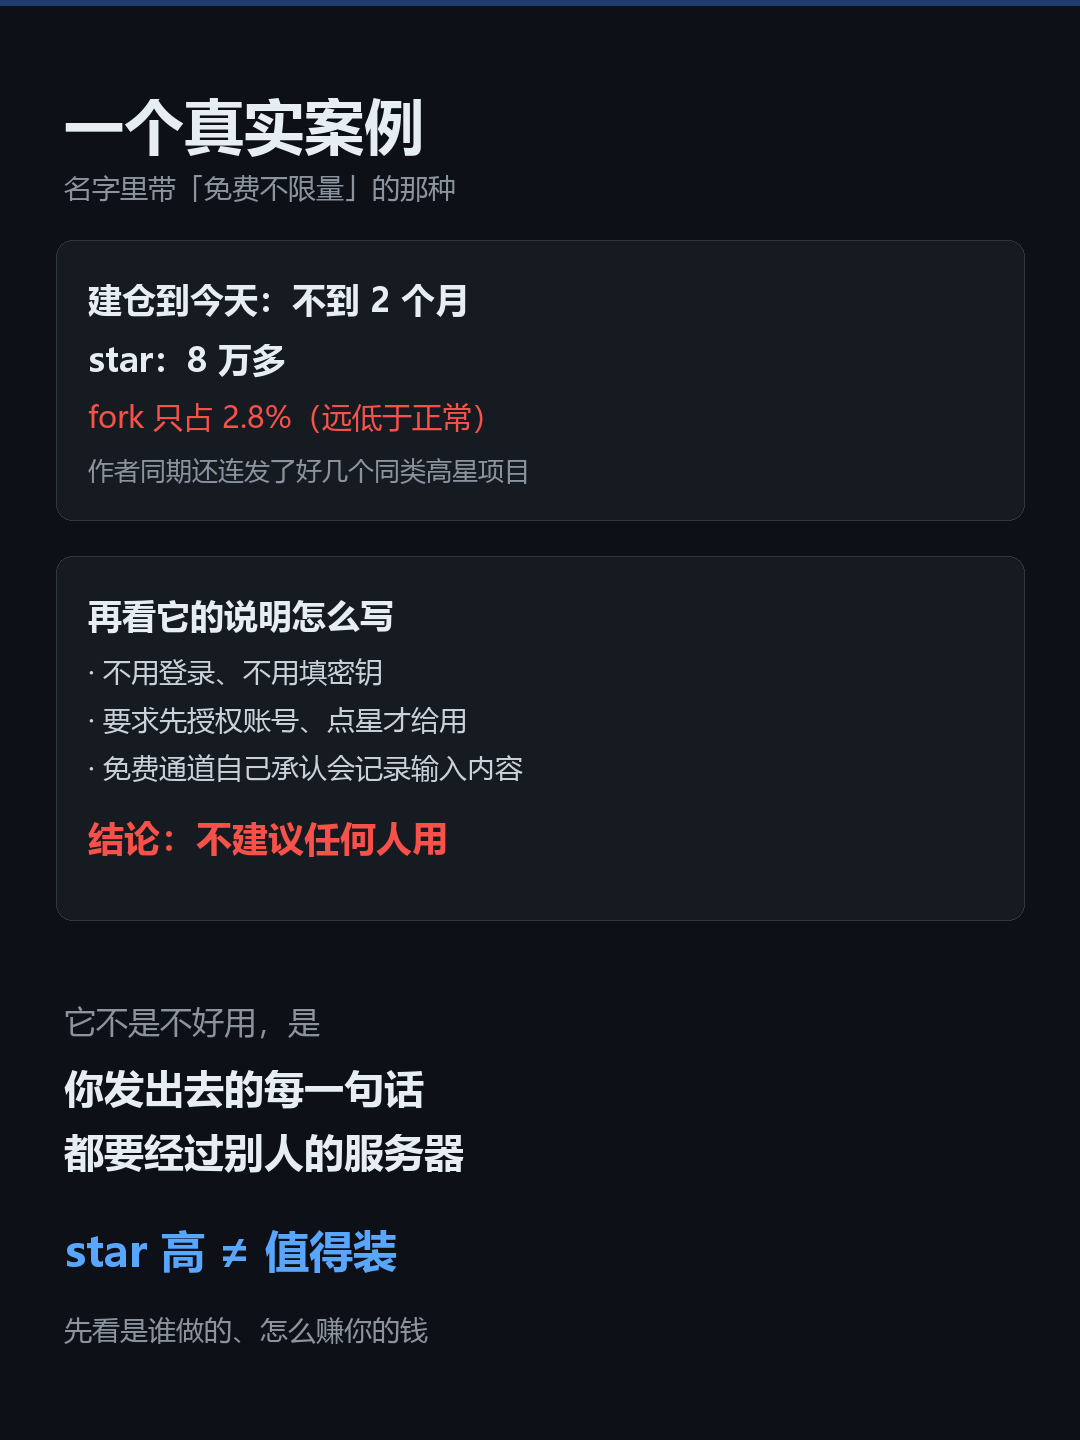 一个真实案例
名字里带「免费不限量」的那种
建仓到今天：不到 2 个月
star：8 万多
fork 只占 2.8%（远低于正常）
作者同期还连发了好几个同类高星项目
再看它的说明怎么写
· 不用登录、不用填密钥
· 要求先授权账号、点星才给用
· 免费通道自己承认会记录输入内容
结论：不建议任何人用
它不是不好用，是
你发出去的每一句话
都要经过别人的服务器
star 高 ≠ 值得装
先看是谁做的、怎么赚你的钱